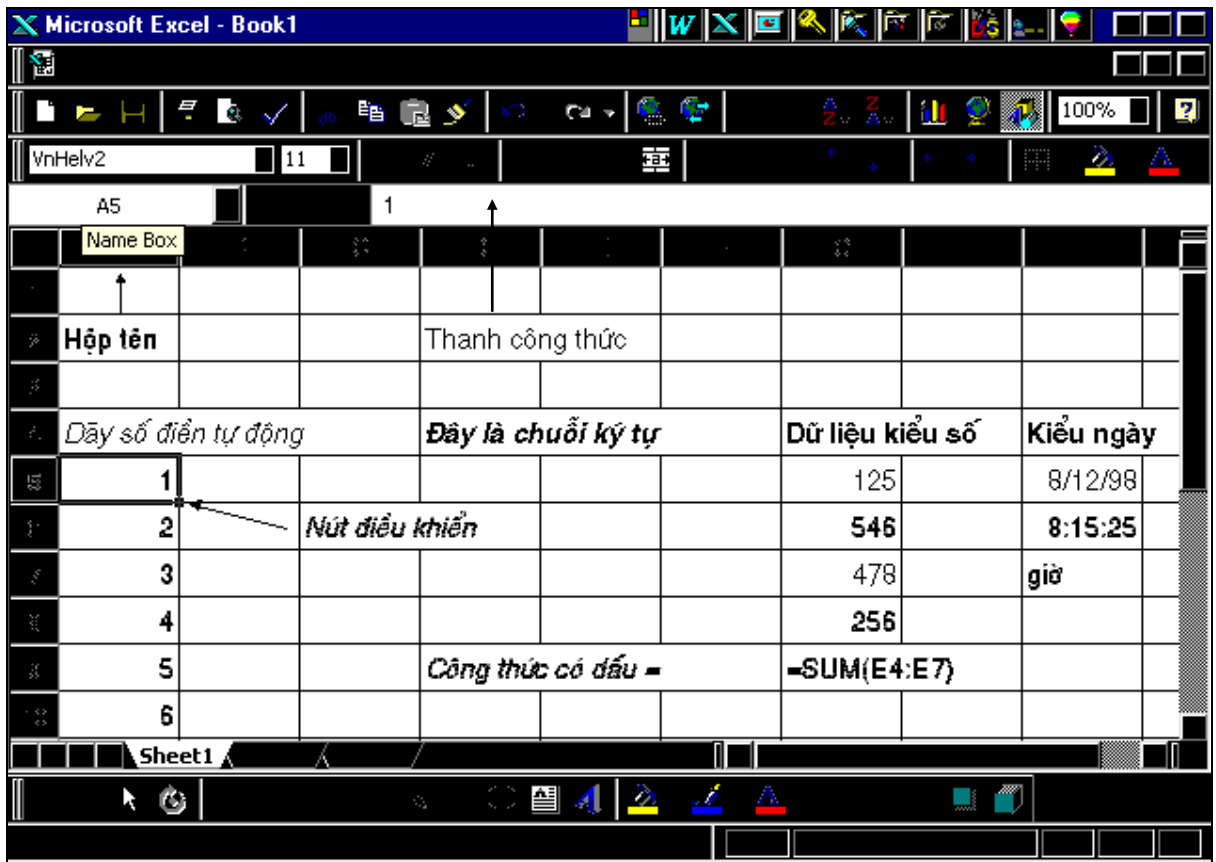 Microsoft Excel - Book1
100%
VnHelv2 11
A5 1
Name Box
Hộp tên Thanh công thức
Dãy số điền tự động Đây là chuỗi ký tự Dữ liệu kiểu số Kiểu ngày
1 125 8/12/98
2 Nút điều khiển 546 8:15:25
3 478 giờ
4 256
5 Công thức có dấu = =SUM(E4:E7)
6
Sheet1